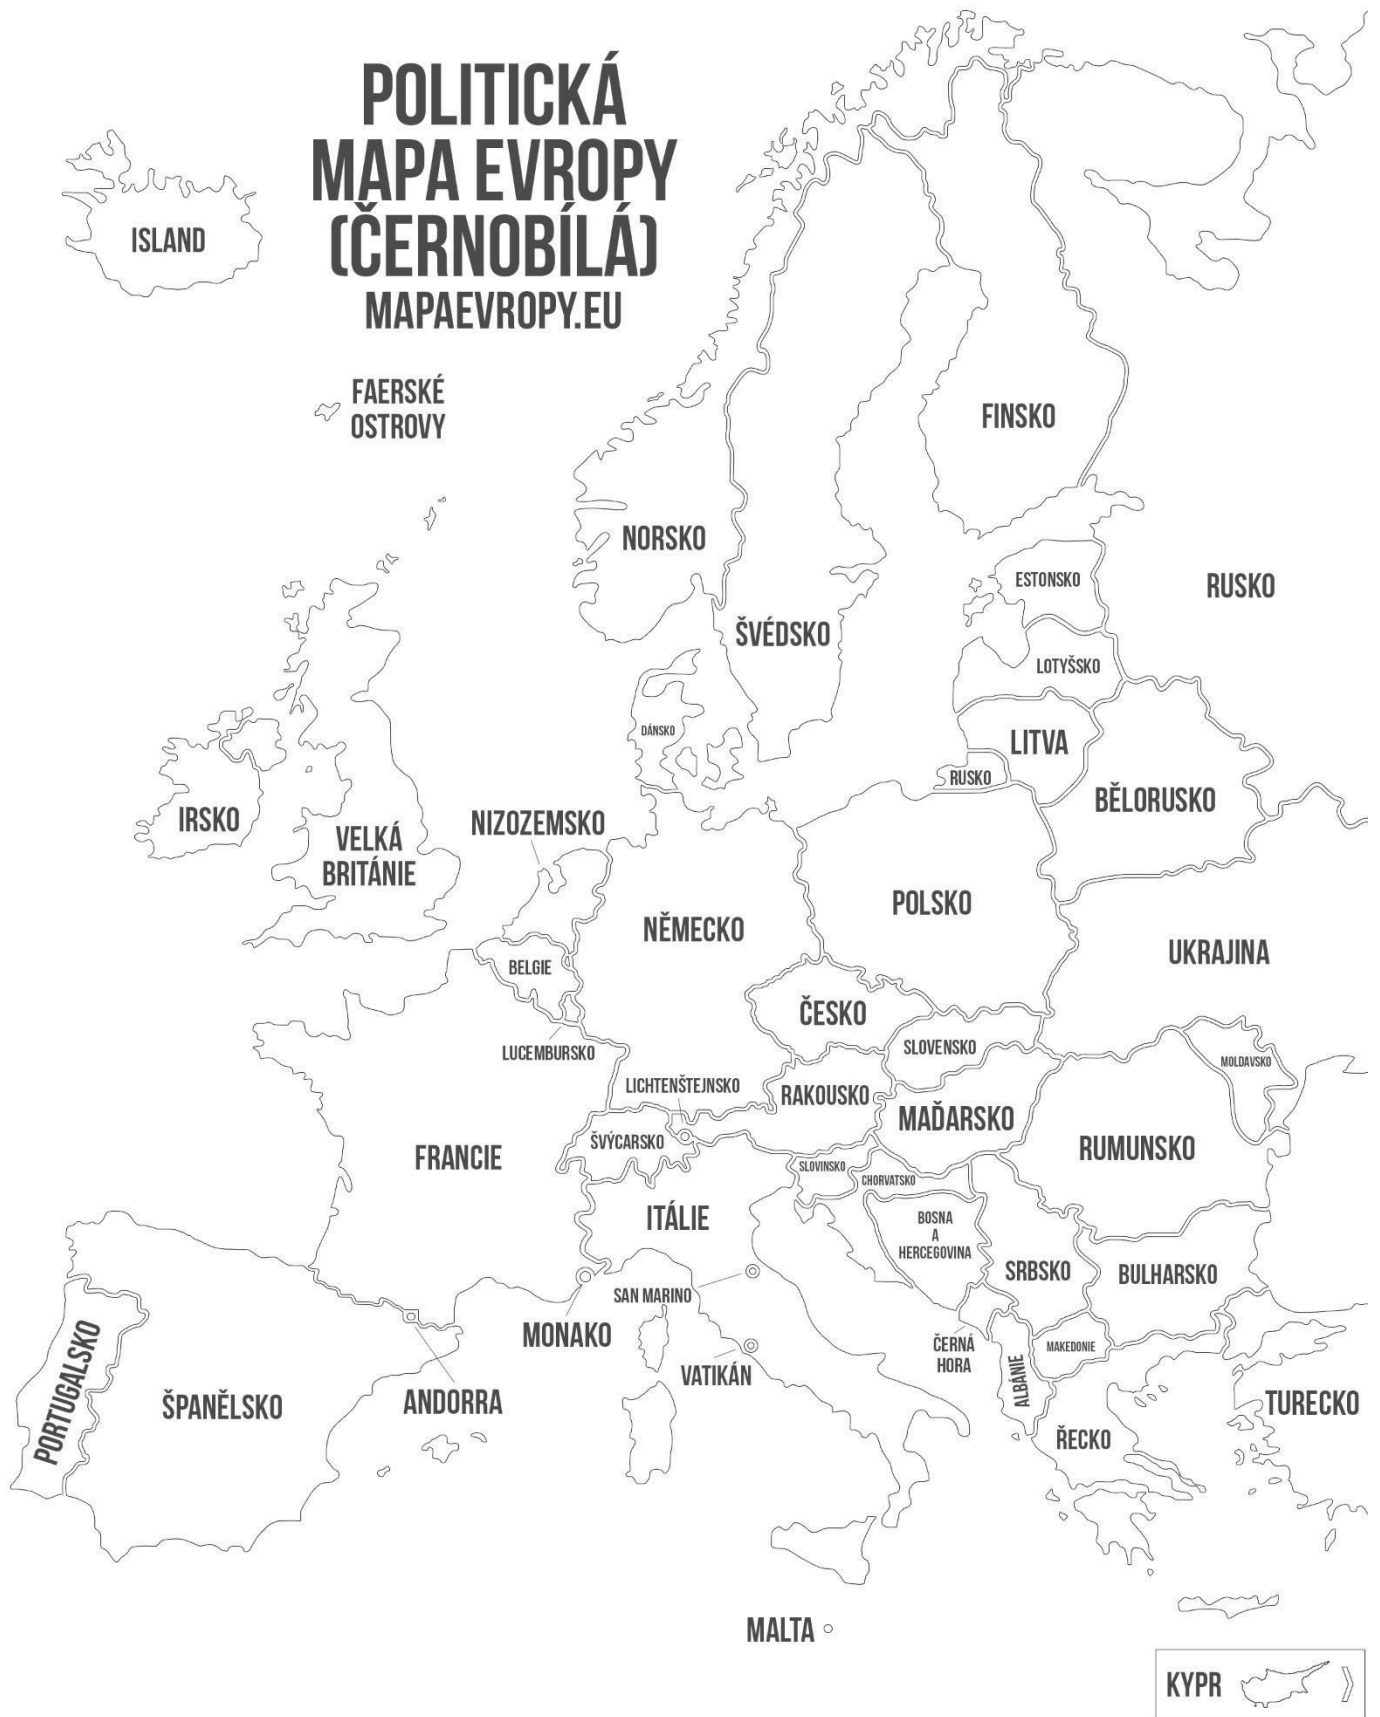 POLITICKÁ
MAPA EVROPY
(ČERNOBÍLÁ)
MAPAEVROPY.EU
ISLAND
FAERSKÉ
OSTROVY
FINSKO
NORSKO
ESTONSKO
RUSKO
ŠVÉDSKO
LOTYŠSKO
DÁNSKO
LITVA
RUSKO
BĚLORUSKO
IRSKO
NIZOZEMSKO
VELKÁ
BRITÁNIE
POLSKO
NĚMECKO
UKRAJINA
BELGIE
ČESKO
LUCEMBURSKO
SLOVENSKO
MOLDAVSKO
LICHTENŠTEJNSKO
RAKOUSKO
MAĎARSKO
ŠVÝCARSKO
FRANCIE
RUMUNSKO
SLOVINSKO
CHORVATSKO
ITÁLIE
BOSNA
A
HERCEGOVINA
SRBSKO
BULHARSKO
SAN MARINO
MONAKO
ČERNÁ
HORA
MAKEDONIE
VATIKÁN
ALBÁNIE
PORTUGALSKO
ŠPANĚLSKO
ANDORRA
TURECKO
ŘECKO
MALTA
KYPR